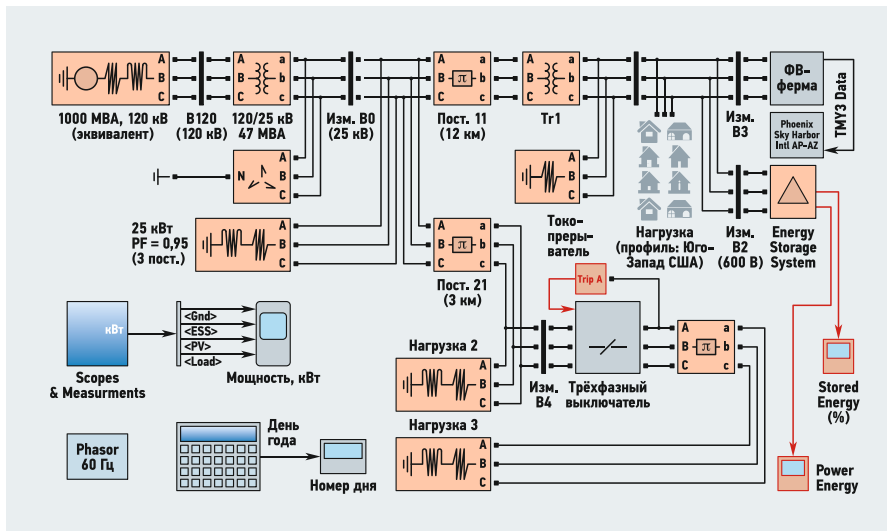 A
B
C
1000 МВА, 120 кВ
(эквивалент)
B120
(120 кВ)
A a
B b
C c
120/25 кВ
47 МВА
Изм. B0
(25 кВ)
A a
B π b
C c
Пост. 11
(12 км)
A a
B b
C c
Tr1
Изм.
B3
ФВ-
ферма
TMY3 Data
Phoenix
Sky Harbor
Intl AP-AZ
A
N B
C
A
B
C
Нагрузка
(профиль: Юго-
Запад США)
Изм.
B2
(600 В)
Energy
Storage
System
25 кВт
PF = 0,95
(3 пост.)
A
B
C
A a
B π b
C c
Пост. 21
(3 км)
Токо-
преры-
ватель
Trip A
кВт
Scopes
& Measurments
<Gnd>
<ESS>
<PV>
<Load>
Мощность, кВт
Нагрузка 2
A
B
C
Изм.
B4
Трёхфазный
выключатель
A a
B π b
C c
Stored
Energy
(%)
Phasor
60 Гц
День
года
Номер дня
Нагрузка 3
A
B
C
Power
Energy